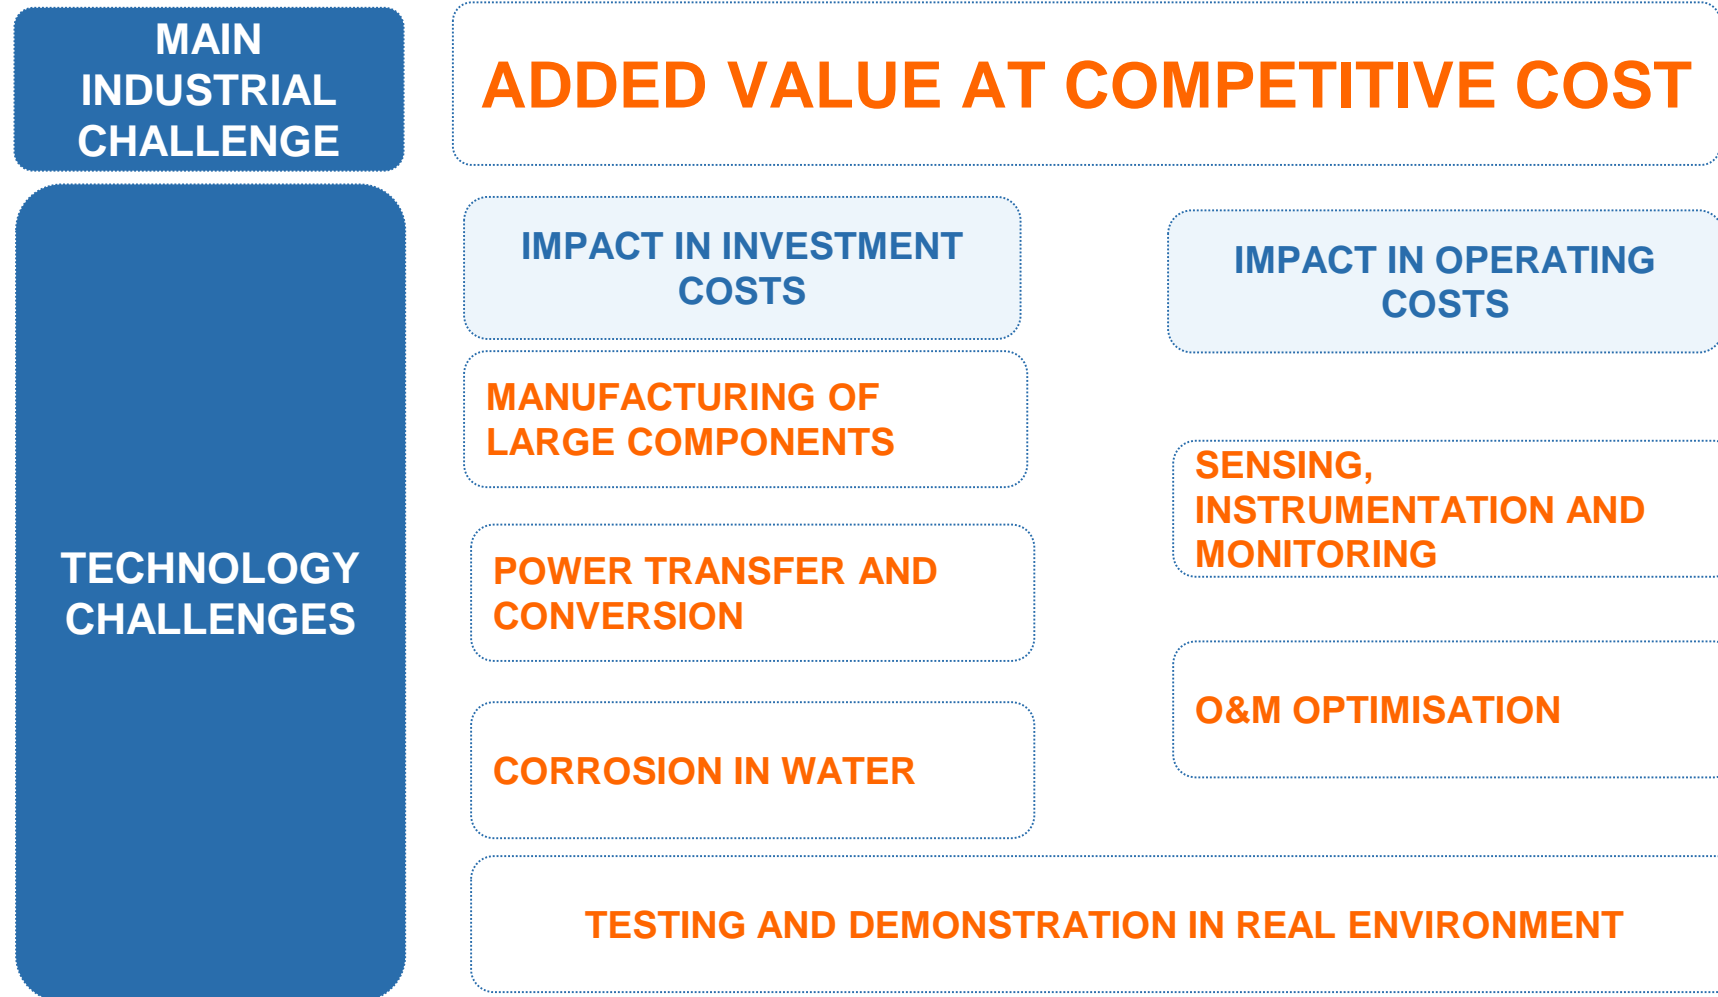 MAIN
INDUSTRIAL
CHALLENGE
ADDED VALUE AT COMPETITIVE COST
TECHNOLOGY
CHALLENGES
IMPACT IN INVESTMENT
COSTS
MANUFACTURING OF
LARGE COMPONENTS
POWER TRANSFER AND
CONVERSION
CORROSION IN WATER
IMPACT IN OPERATING
COSTS
SENSING,
INSTRUMENTATION AND
MONITORING
O&M OPTIMISATION
TESTING AND DEMONSTRATION IN REAL ENVIRONMENT